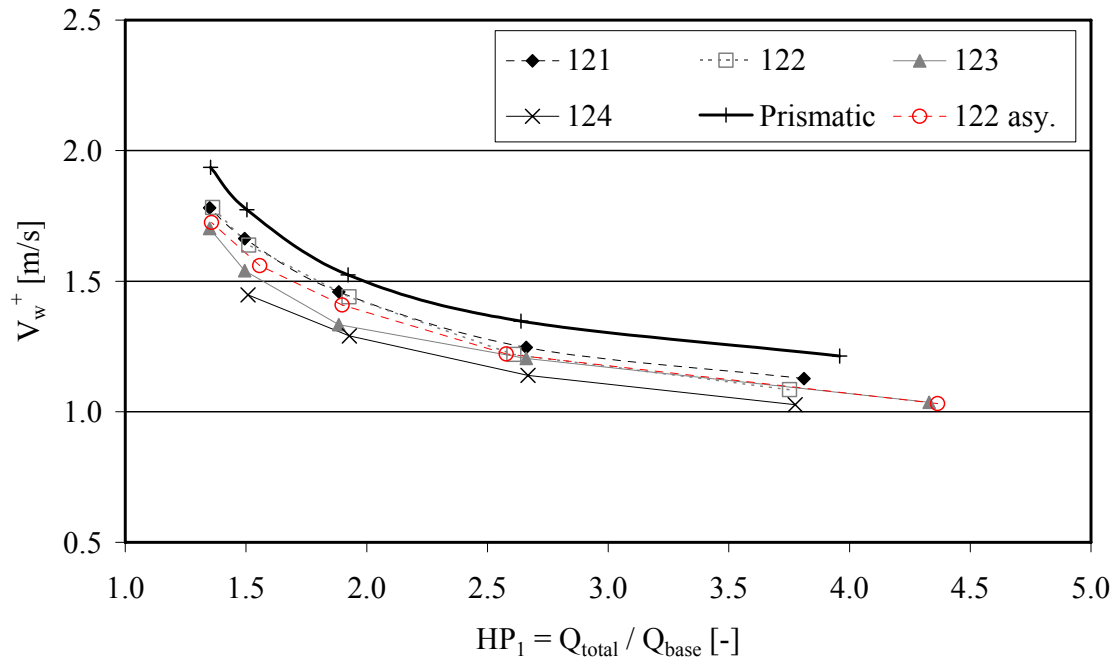 2.5
121 122 123
124 Prismatic 122 asy.
2.0
1.5
1.0
0.5
V_w^+ [m/s]
1.0 1.5 2.0 2.5 3.0 3.5 4.0 4.5 5.0
HP_1 = Q_total / Q_base [-]